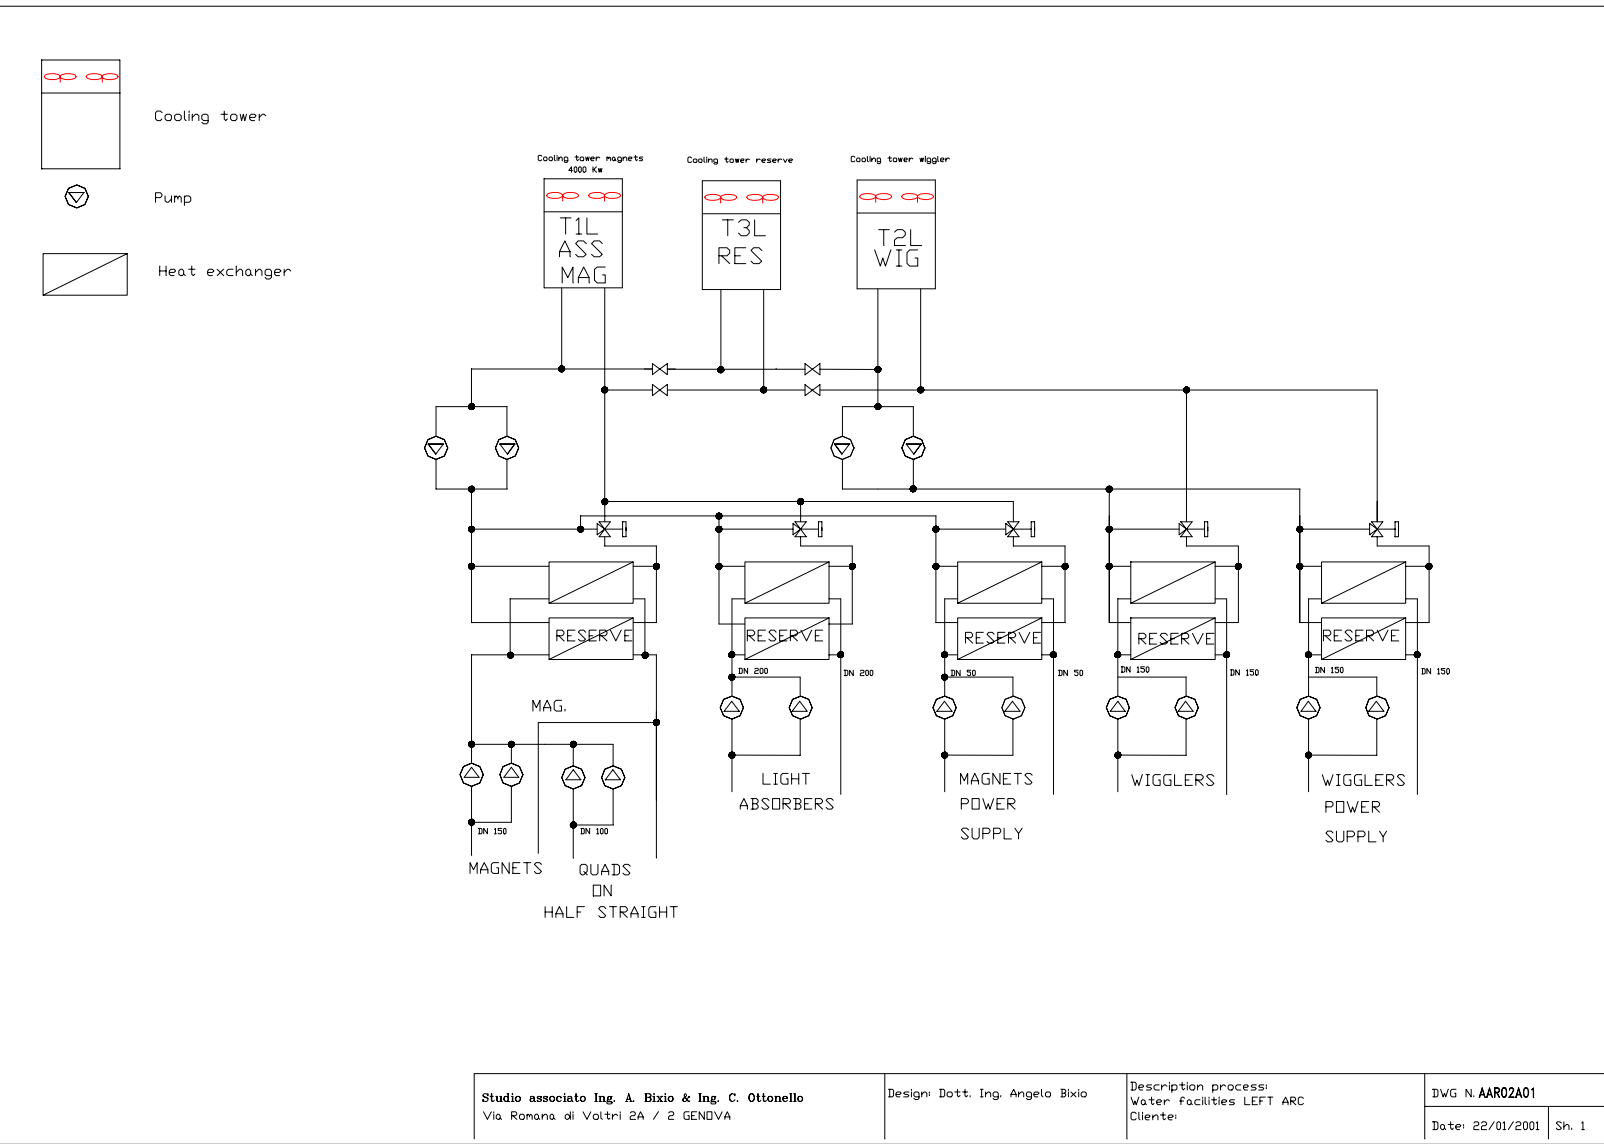 Cooling tower
Pump
Heat exchanger
Cooling tower magnets
4000 Kw
Cooling tower reserve
Cooling tower wiggler
T1L
ASS
MAG
T3L
RES
T2L
WIG
RESERVE
RESERVE
RESERVE
RESERVE
RESERVE
DN 200
DN 200
DN 50
DN 50
DN 150
DN 150
DN 150
DN 150
MAG.
DN 150
DN 100
MAGNETS
QUADS
ON
HALF STRAIGHT
LIGHT
ABSORBERS
MAGNETS
POWER
SUPPLY
WIGGLERS
WIGGLERS
POWER
SUPPLY
Studio associato Ing. A. Bixio & Ing. C. Ottonello
Via Romana di Voltri 2A / 2 GENOVA
Design: Dott. Ing. Angelo Bixio
Description process:
Water facilities LEFT ARC
Cliente:
DWG N. AAR02A01
Date: 22/01/2001
Sh. 1